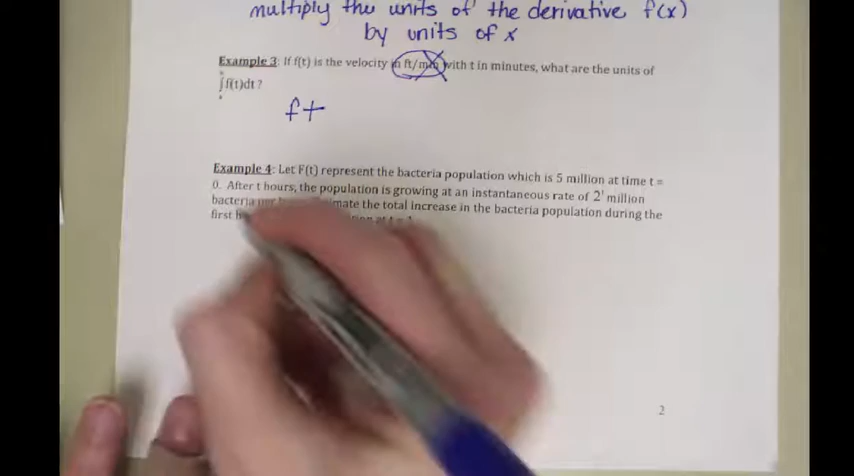 multiply the units of the derivative f(x)
by units of x
Example 3: If f(t) is the velocity in ft/min with t in minutes, what are the units of
∫f(t)dt?
ft
Example 4: Let F(t) represent the bacteria population which is 5 million at time t =
0. After t hours, the population is growing at an instantaneous rate of 2ᵗ million
bacteria per the total increase in the bacteria population during the
first at t =
2